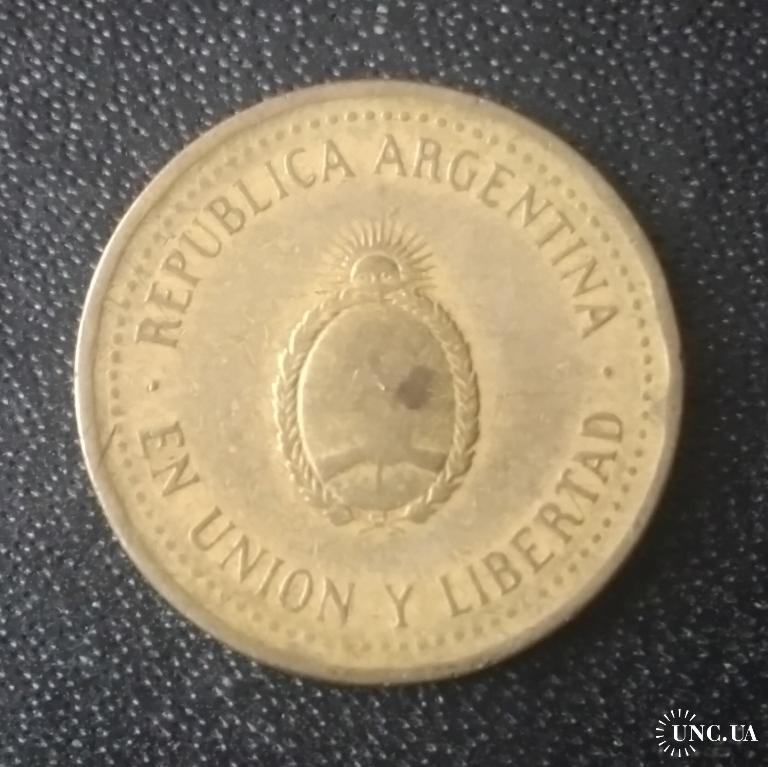 · REPUBLICA ARGENTINA ·
EN UNION Y LIBERTAD
UNC.UA